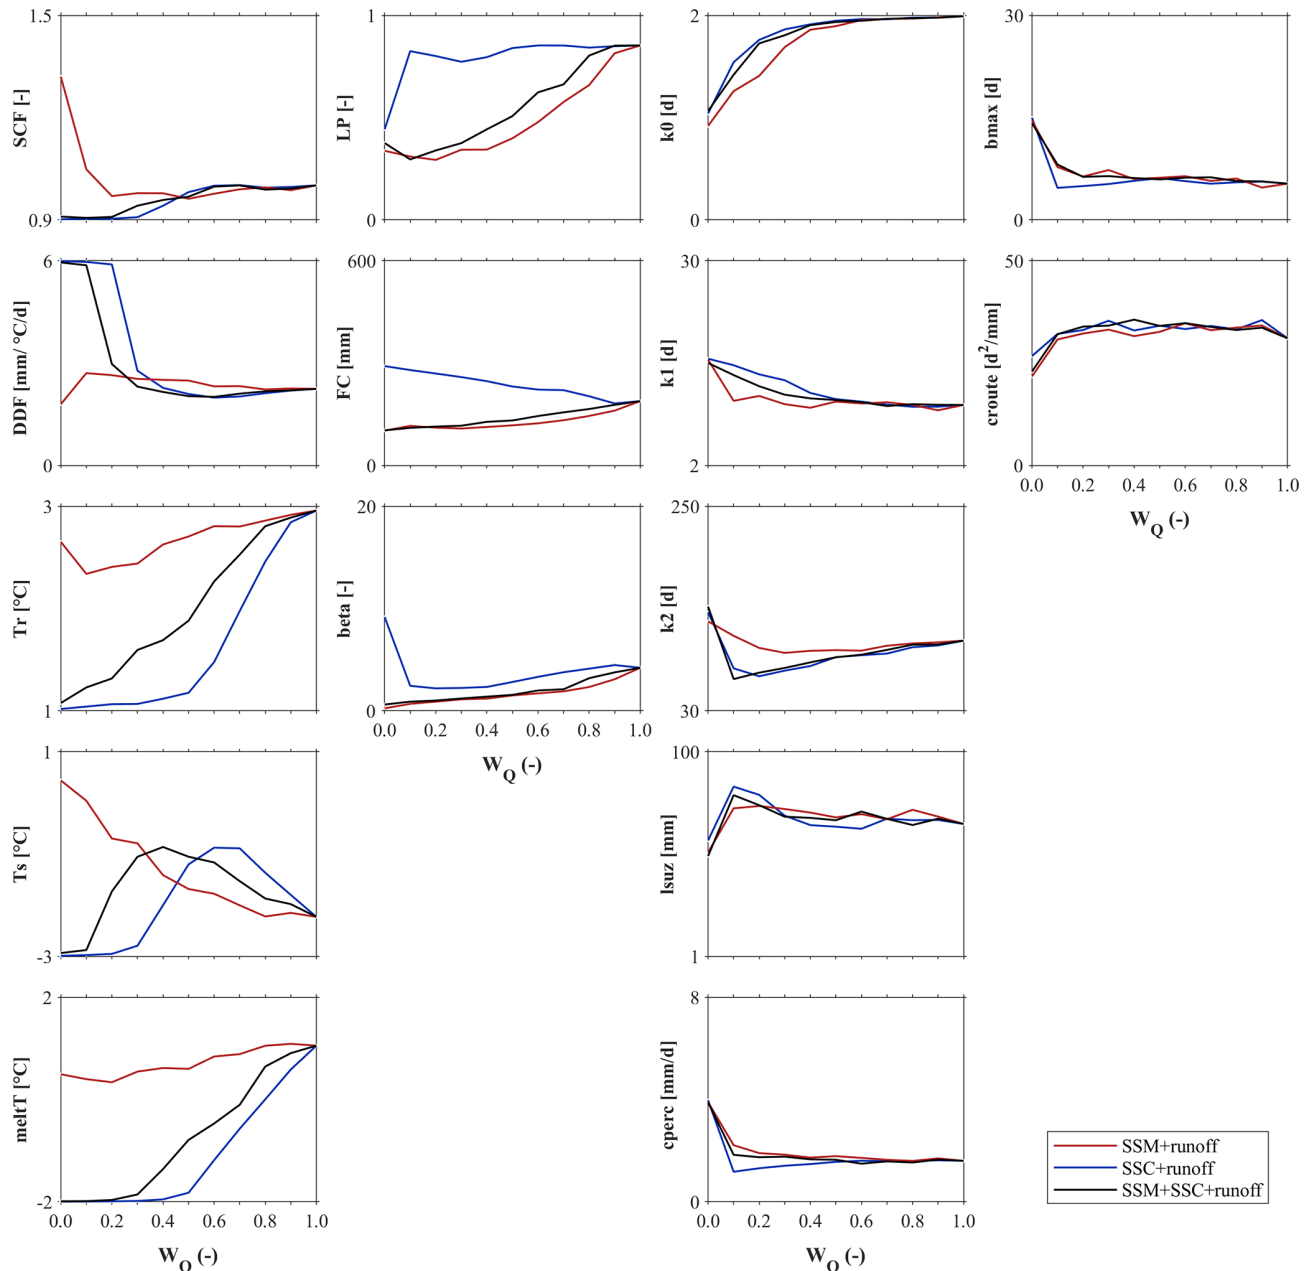 1.5
SCF [-]
0.9
1
LP [-]
0
2
k0 [d]
0
30
bmax [d]
0
6
DDF [mm/ °C/d]
0
600
FC [mm]
0
30
k1 [d]
2
50
croute [d²/mm]
0
0.0 0.2 0.4 0.6 0.8 1.0
W_Q (-)
3
Tr [°C]
1
20
beta [-]
0
0.0 0.2 0.4 0.6 0.8 1.0
W_Q (-)
250
k2 [d]
30
1
Ts [°C]
-3
100
lsuz [mm]
1
2
meltT [°C]
-2
0.0 0.2 0.4 0.6 0.8 1.0
W_Q (-)
8
cperc [mm/d]
0
0.0 0.2 0.4 0.6 0.8 1.0
W_Q (-)
SSM+runoff
SSC+runoff
SSM+SSC+runoff